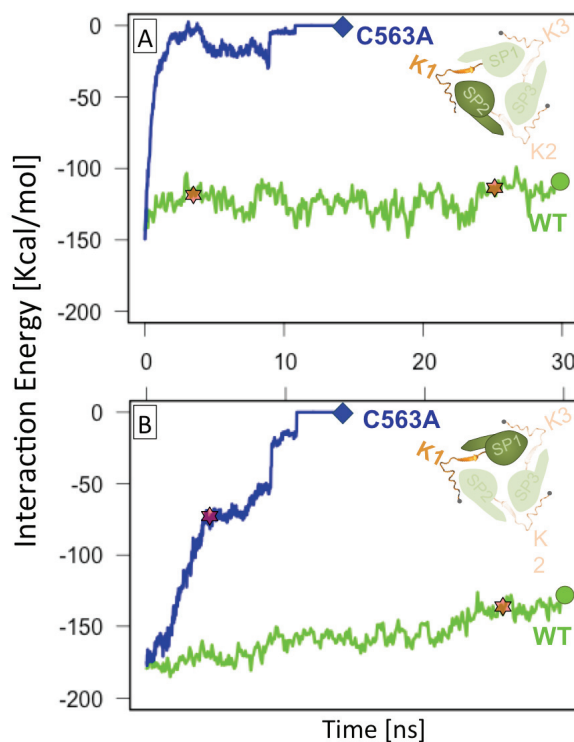 A
C563A
K3
SP1
K1
SP2
SP3
K2
WT
0
-50
-100
-150
-200
0
10
20
30
Interaction Energy [Kcal/mol]
B
C563A
K3
SP1
K1
SP2
SP3
K
2
WT
0
-50
-100
-150
-200
Time [ns]